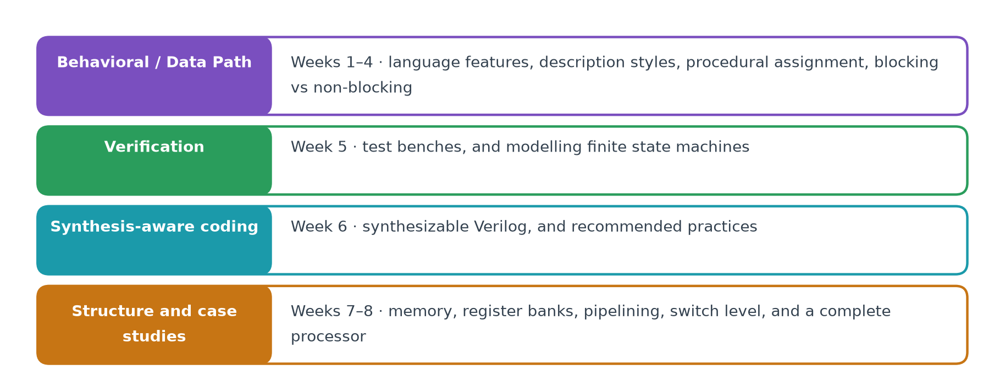 Behavioral / Data Path
Weeks 1–4 · language features, description styles, procedural assignment, blocking
vs non-blocking
Verification
Week 5 · test benches, and modelling finite state machines
Synthesis-aware coding
Week 6 · synthesizable Verilog, and recommended practices
Structure and case
studies
Weeks 7–8 · memory, register banks, pipelining, switch level, and a complete
processor